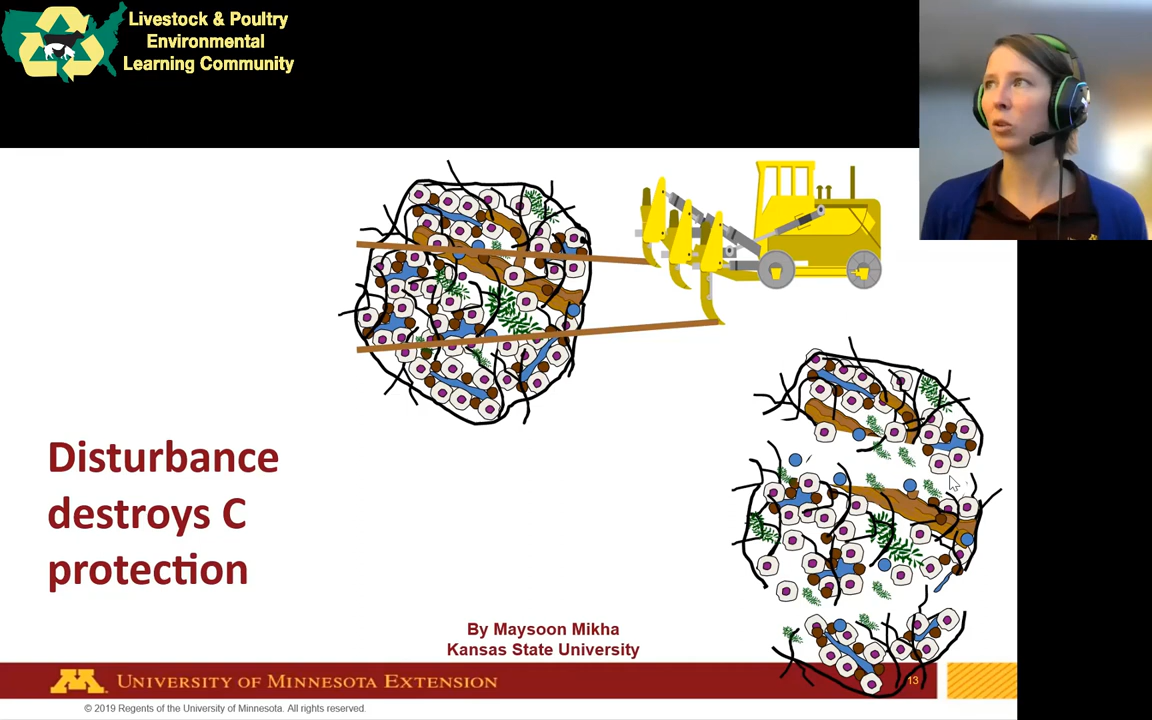 Livestock & Poultry
Environmental
Learning Community
Disturbance
destroys C
protection
By Maysoon Mikha
Kansas State University
UNIVERSITY OF MINNESOTA EXTENSION
13
© 2019 Regents of the University of Minnesota. All rights reserved.